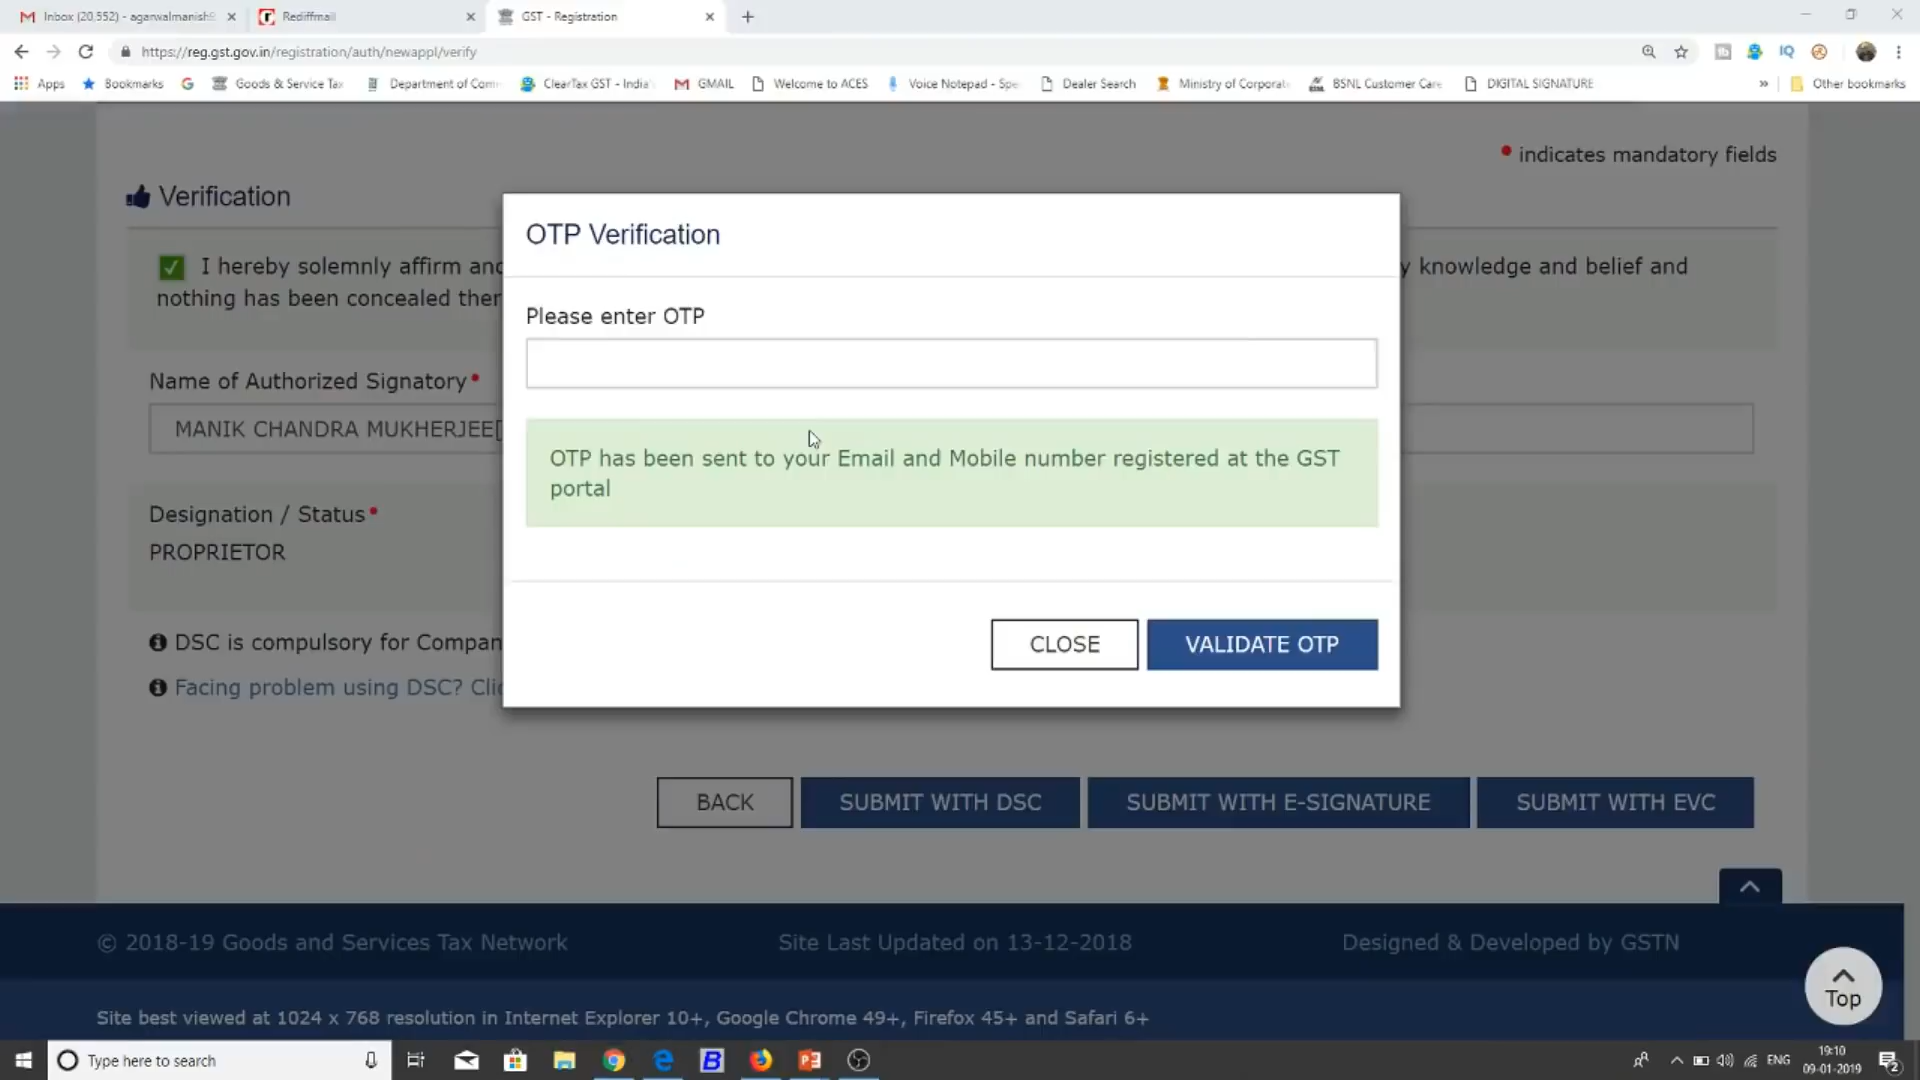 Inbox (20,552) - agarwalmanish
Rediffmail
GST - Registration
https://reg.gst.gov.in/registration/auth/newappl/verify
Apps
Bookmarks
Goods & Service Tax
Department of Com
ClearTax GST - India
GMAIL
Welcome to ACES
Voice Notepad - Spe
Dealer Search
Ministry of Corporat
BSNL Customer Care
DIGITAL SIGNATURE
»
Other bookmarks
• indicates mandatory fields
Verification
I hereby solemnly affirm and
y knowledge and belief and
nothing has been concealed ther
Name of Authorized Signatory•
MANIK CHANDRA MUKHERJEE[
Designation / Status•
PROPRIETOR
DSC is compulsory for Compan
Facing problem using DSC? Clic
OTP Verification
Please enter OTP
OTP has been sent to your Email and Mobile number registered at the GST
portal
CLOSE
VALIDATE OTP
BACK
SUBMIT WITH DSC
SUBMIT WITH E-SIGNATURE
SUBMIT WITH EVC
© 2018-19 Goods and Services Tax Network
Site Last Updated on 13-12-2018
Designed & Developed by GSTN
Top
Site best viewed at 1024 x 768 resolution in Internet Explorer 10+, Google Chrome 49+, Firefox 45+ and Safari 6+
Type here to search
ENG
19:10
09-01-2019
2